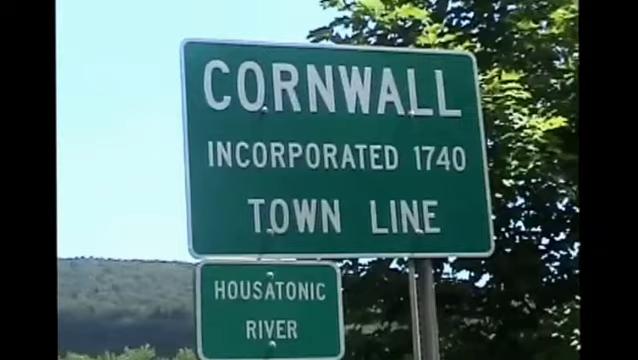 CORNWALL
INCORPORATED 1740
TOWN LINE
HOUSATONIC
RIVER